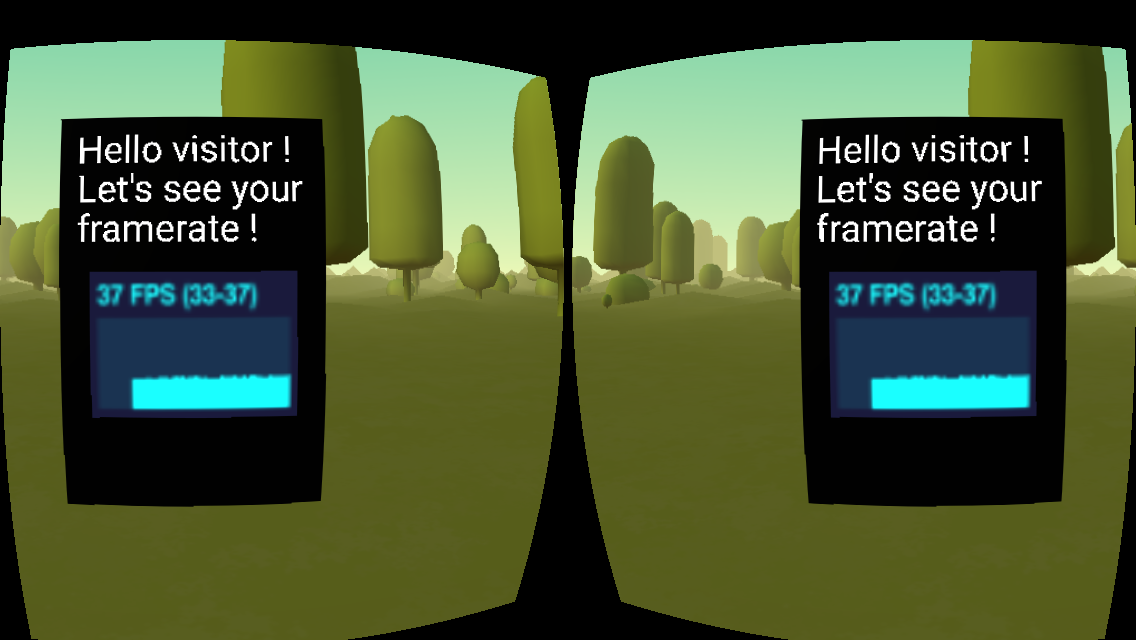 Hello visitor !
Let's see your
framerate !
37 FPS (33-37)
Hello visitor !
Let's see your
framerate !
37 FPS (33-37)